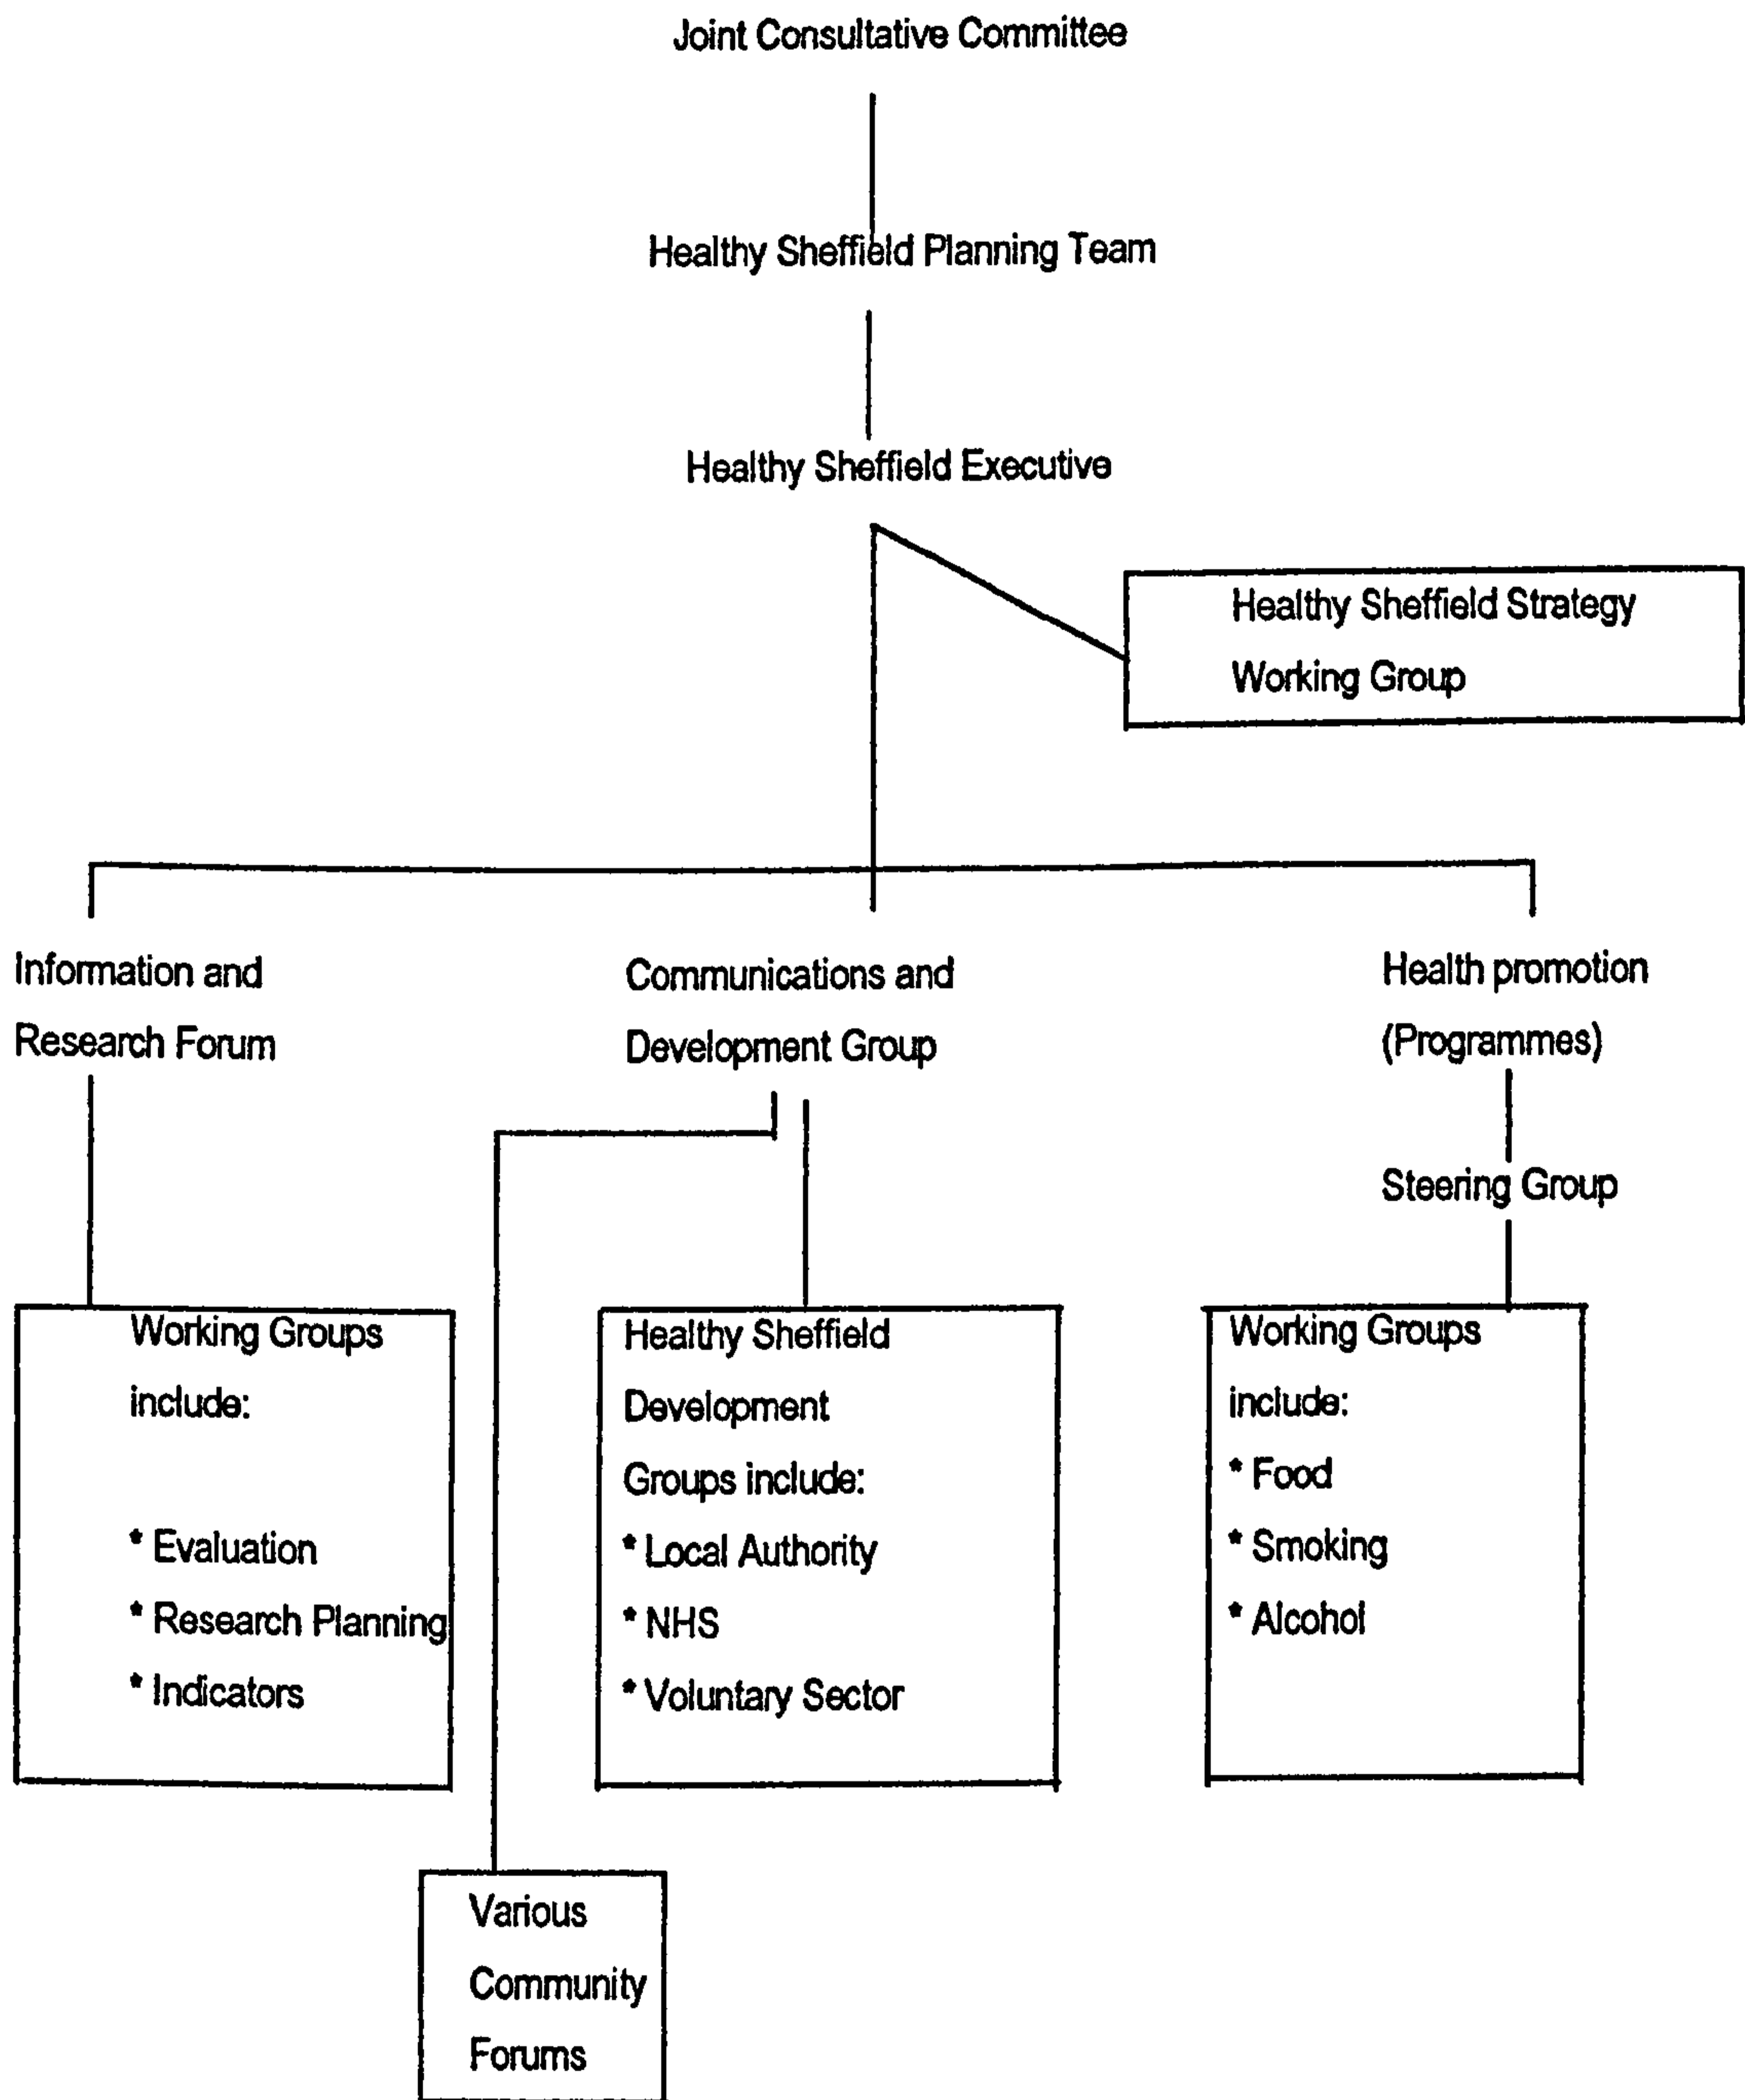 Joint Consultative Committee
Healthy Sheffield Planning Team
Healthy Sheffield Executive
Healthy Sheffield Strategy
Working Group
Information and
Research Forum
Communications and
Development Group
Health promotion
(Programmes)
Steering Group
Working Groups
include:
* Evaluation
* Research Planning
* Indicators
Healthy Sheffield
Development
Groups include:
* Local Authority
* NHS
* Voluntary Sector
Working Groups
include:
* Food
* Smoking
* Alcohol
Various
Community
Forums